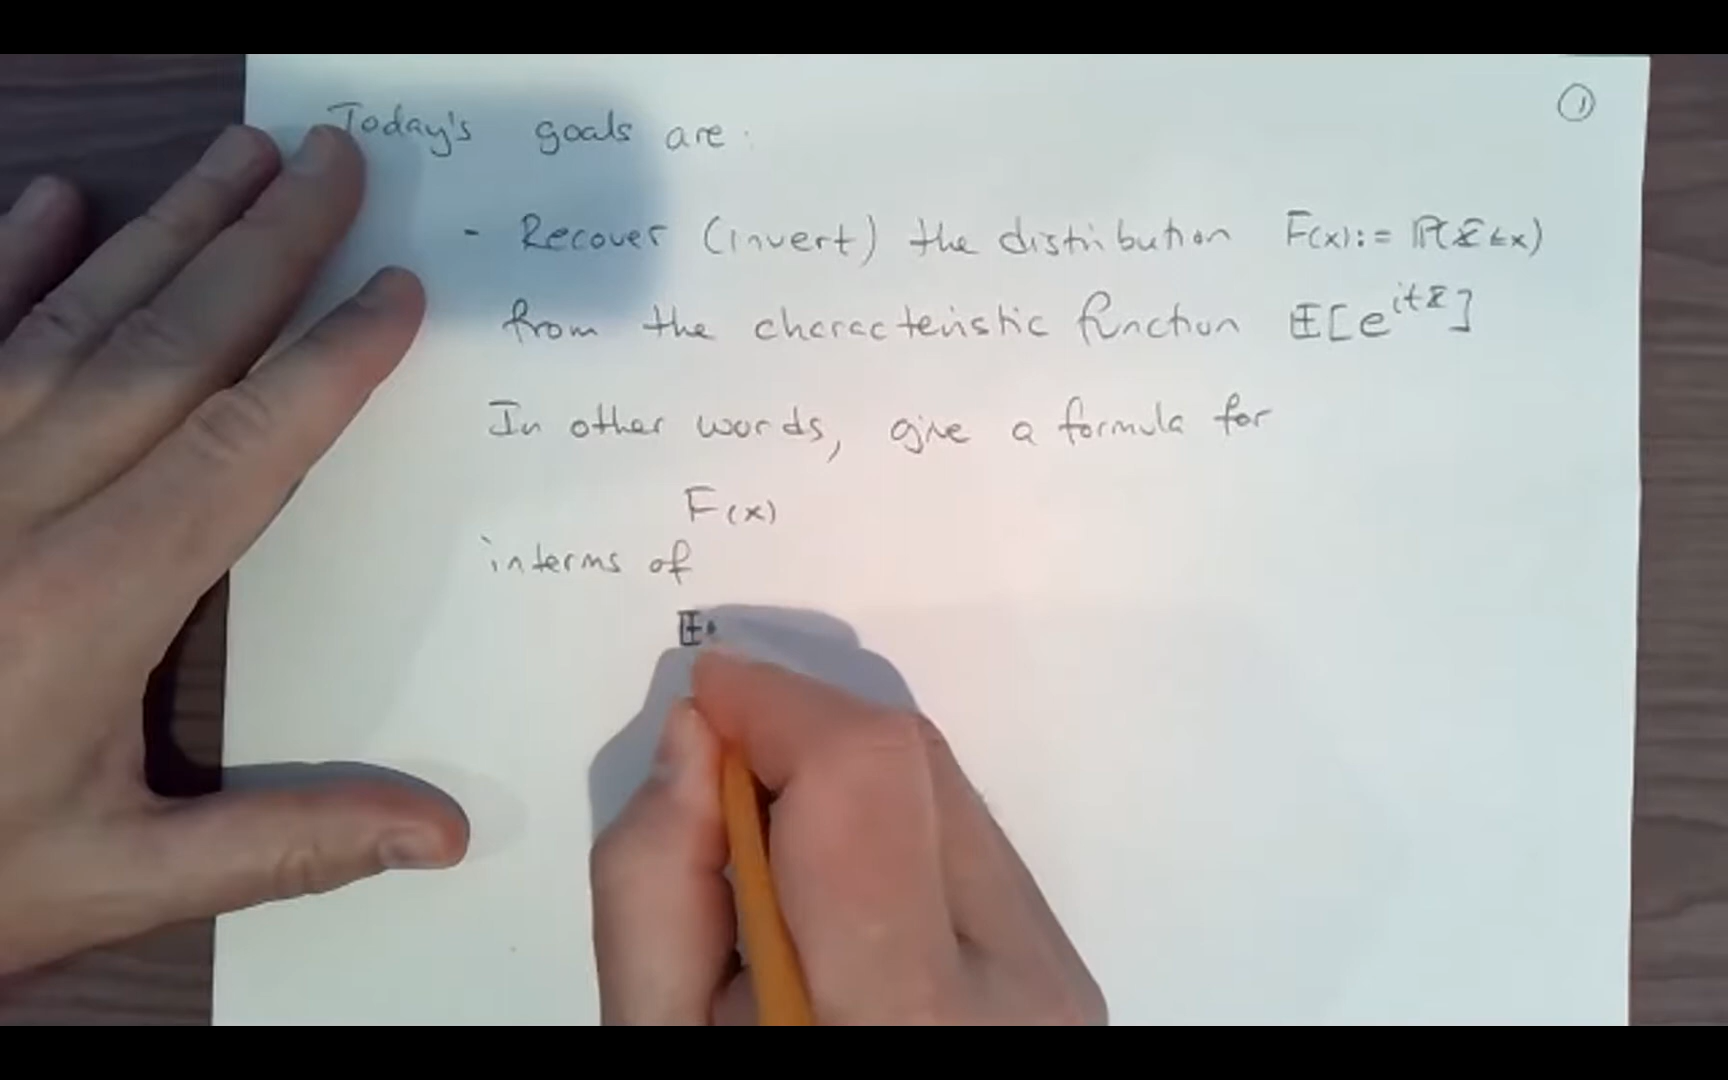 Today's goals are:
①
- Recover (invert) the distribution F(x) := ℙ(X<x)
from the characteristic function 𝔼[e^{itX}]
In other words, give a formula for
F(x)
interms of
𝔼